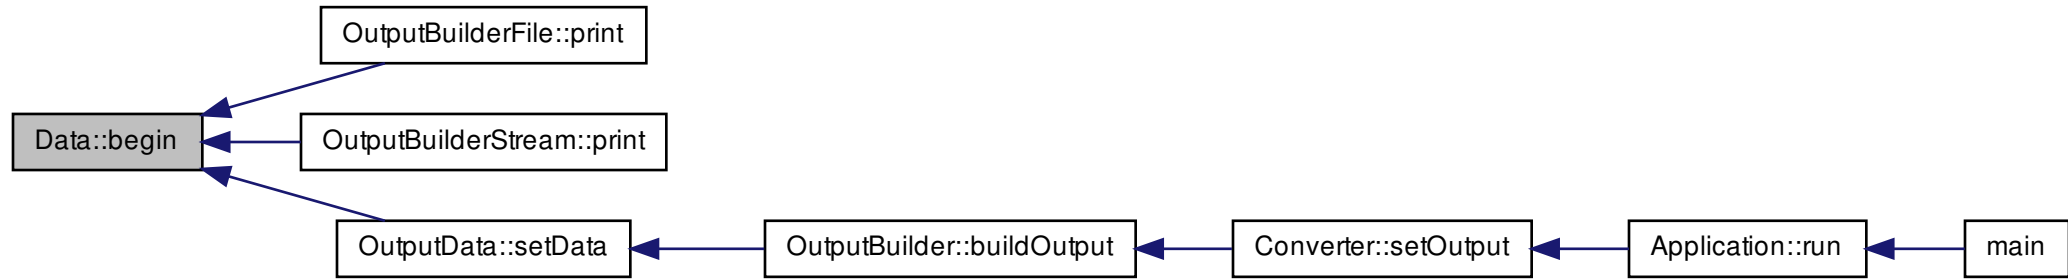 OutputBuilderFile::print
Data::begin
OutputBuilderStream::print
OutputData::setData
OutputBuilder::buildOutput
Converter::setOutput
Application::run
main